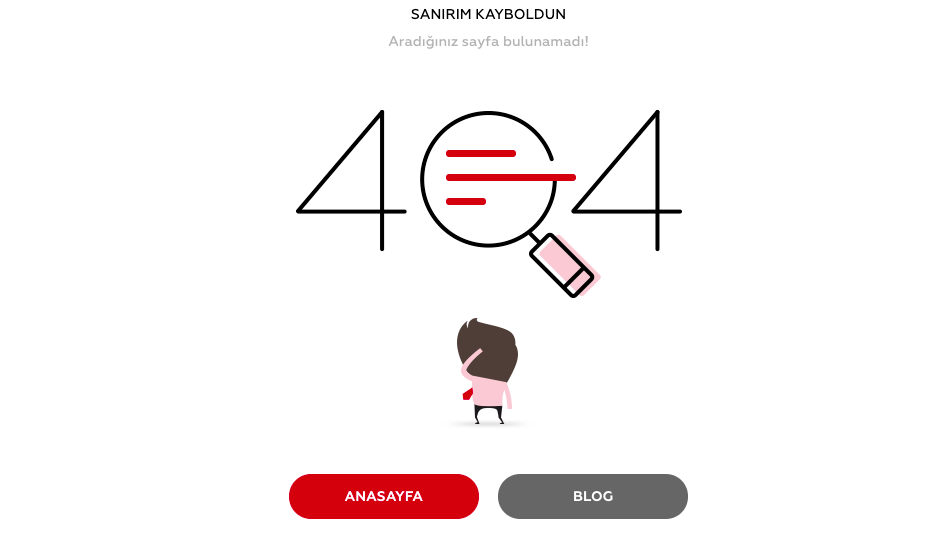 SANIRIM KAYBOLDUN
Aradığınız sayfa bulunamadı!
404
ANASAYFA
BLOG